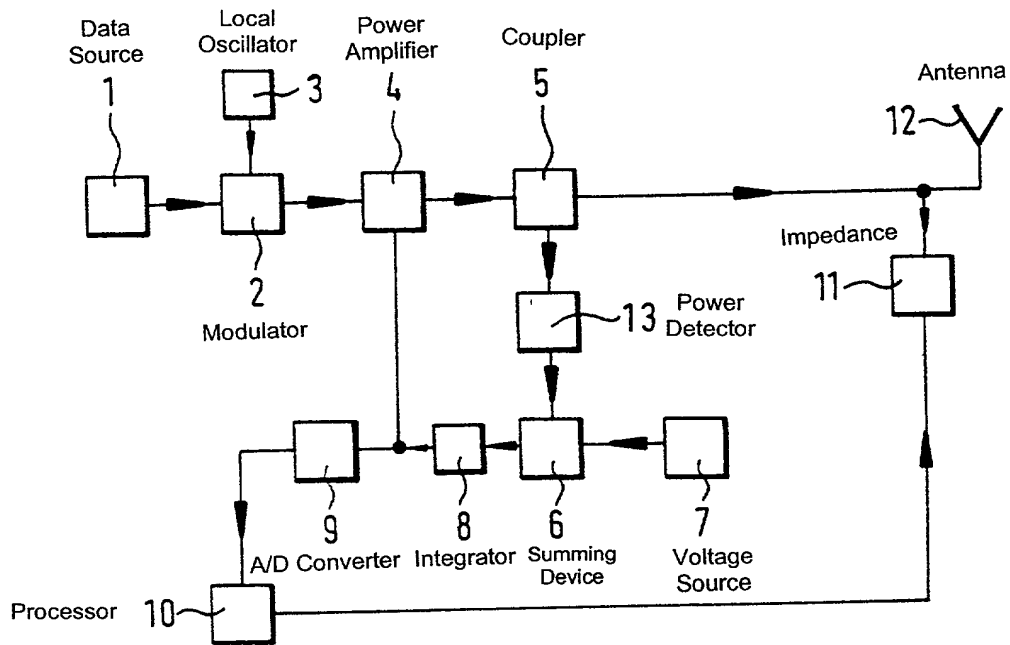 Data
Source
1
Local
Oscillator
3
Power
Amplifier
4
Coupler
5
Antenna
12
2
Modulator
Impedance
11
13
Power
Detector
9
A/D Converter
8
Integrator
6
Summing
Device
7
Voltage
Source
Processor
10